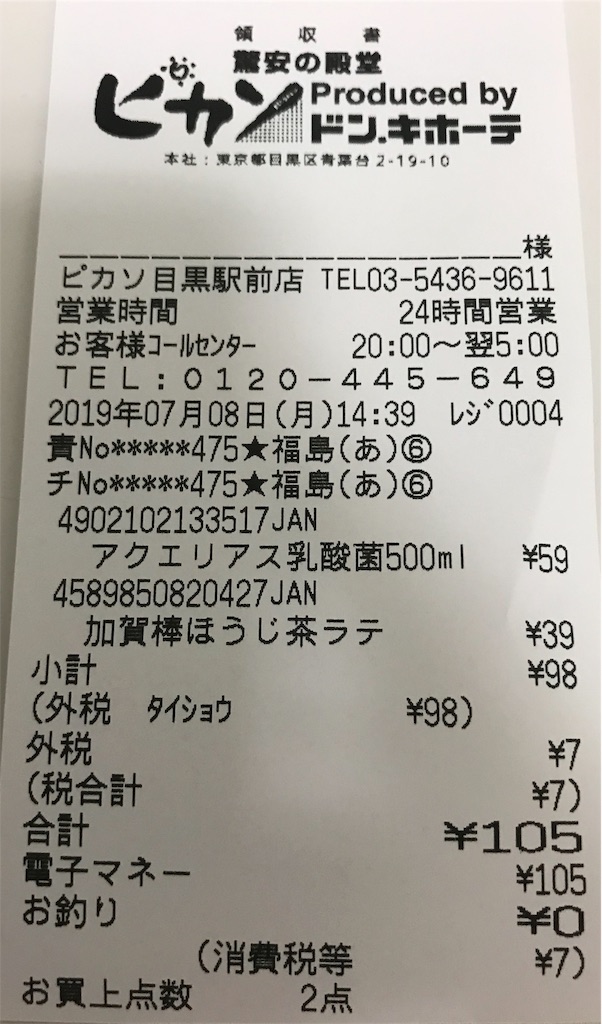 領収書
驚安の殿堂
ピカソ Produced by
ドン.キホーテ
本社:東京都目黒区青葉台2-19-10
様
ピカソ目黒駅前店 TEL03-5436-9611
営業時間 24時間営業
お客様コールセンター 20:00〜翌5:00
TEL:0120-445-649
2019年07月08日(月)14:39 レジ0004
責No*****475★福島(あ)⑥
チNo*****475★福島(あ)⑥
4902102133517JAN
アクエリアス乳酸菌500ml ¥59
4589850820427JAN
加賀棒ほうじ茶ラテ ¥39
小計 ¥98
(外税 タイショウ ¥98)
外税 ¥7
(税合計 ¥7)
合計 ¥105
電子マネー ¥105
お釣り ¥0
(消費税等 ¥7)
お買上点数 2点